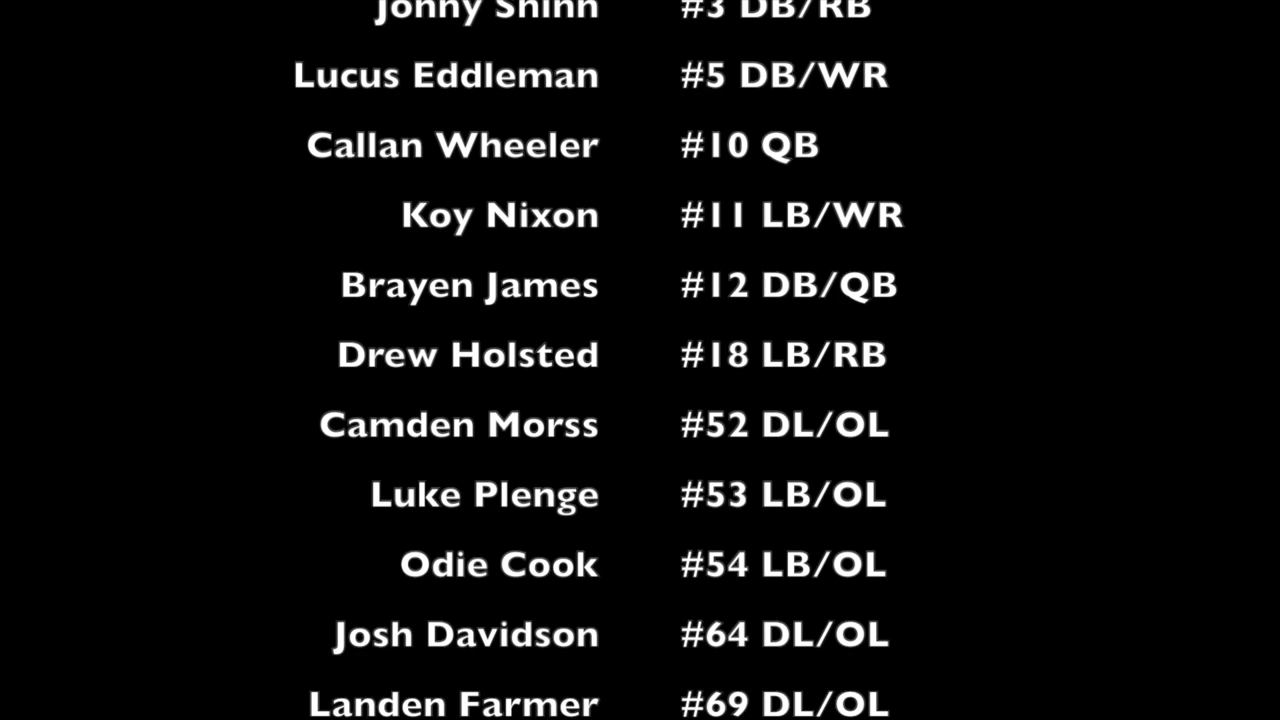 Jonny Shinn #3 DB/RB
Lucus Eddleman #5 DB/WR
Callan Wheeler #10 QB
Koy Nixon #11 LB/WR
Brayen James #12 DB/QB
Drew Holsted #18 LB/RB
Camden Morss #52 DL/OL
Luke Plenge #53 LB/OL
Odie Cook #54 LB/OL
Josh Davidson #64 DL/OL
Landen Farmer #69 DL/OL